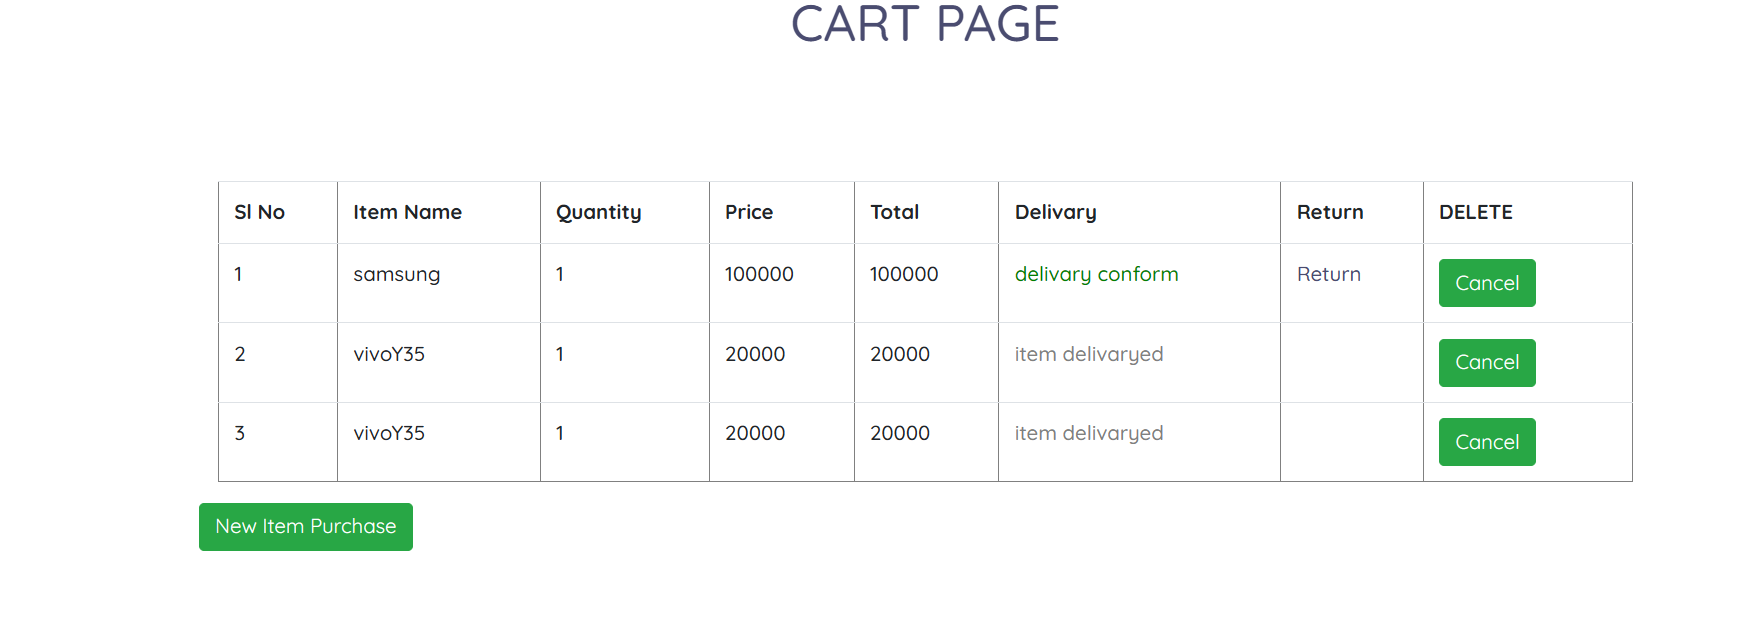 CART PAGE
Sl No Item Name Quantity Price Total Delivary Return DELETE
1 samsung 1 100000 100000 delivary conform Return Cancel
2 vivoY35 1 20000 20000 item delivaryed Cancel
3 vivoY35 1 20000 20000 item delivaryed Cancel
New Item Purchase